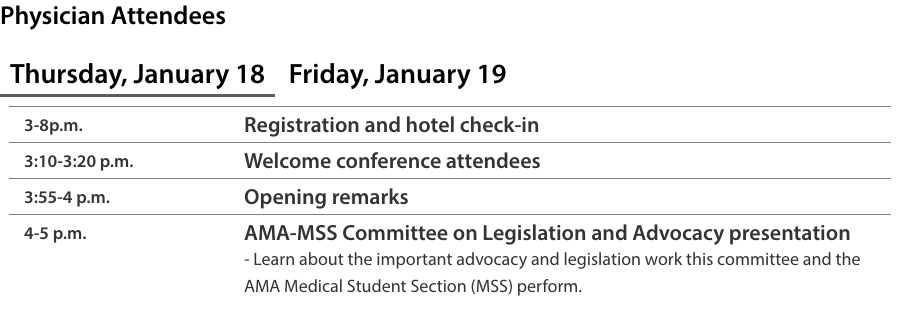 Physician Attendees
Thursday, January 18 Friday, January 19
3-8p.m. Registration and hotel check-in
3:10-3:20 p.m. Welcome conference attendees
3:55-4 p.m. Opening remarks
4-5 p.m. AMA-MSS Committee on Legislation and Advocacy presentation
- Learn about the important advocacy and legislation work this committee and the
AMA Medical Student Section (MSS) perform.